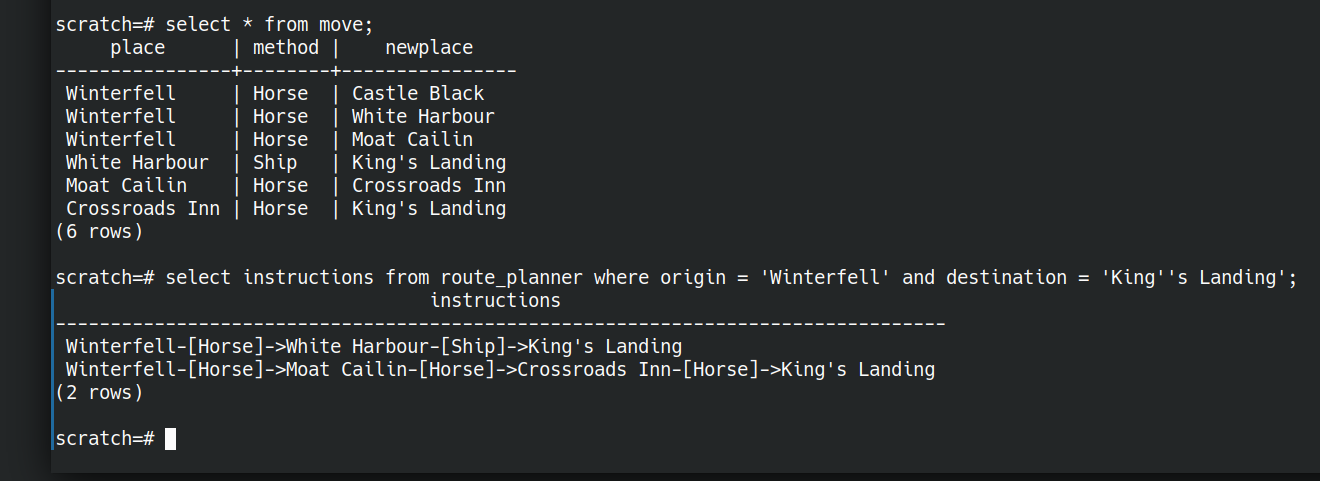 scratch=# select * from move;
     place      | method |    newplace
----------------+--------+----------------
 Winterfell     | Horse  | Castle Black
 Winterfell     | Horse  | White Harbour
 Winterfell     | Horse  | Moat Cailin
 White Harbour  | Ship   | King's Landing
 Moat Cailin    | Horse  | Crossroads Inn
 Crossroads Inn | Horse  | King's Landing
(6 rows)

scratch=# select instructions from route_planner where origin = 'Winterfell' and destination = 'King''s Landing';
                                  instructions
---------------------------------------------------------------------------------
 Winterfell-[Horse]->White Harbour-[Ship]->King's Landing
 Winterfell-[Horse]->Moat Cailin-[Horse]->Crossroads Inn-[Horse]->King's Landing
(2 rows)

scratch=#